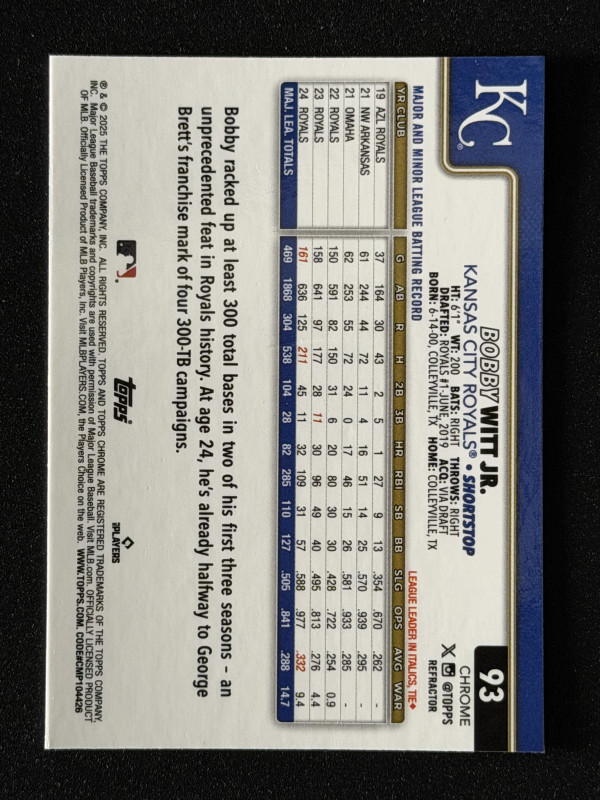 KC
93
CHROME
X @TOPPS
REFRACTOR
BOBBY WITT JR.
KANSAS CITY ROYALS® • SHORTSTOP
HT: 6'1" WT: 200 BATS: RIGHT THROWS: RIGHT
DRAFTED: ROYALS #1-JUNE, 2019 ACQ: VIA DRAFT
BORN: 6-14-00, COLLEYVILLE, TX HOME: COLLEYVILLE, TX
MAJOR AND MINOR LEAGUE BATTING RECORD LEAGUE LEADER IN ITALICS, TIE◆
YR CLUB G AB R H 2B 3B HR RBI SB BB SLG OPS AVG WAR
19 AZL ROYALS 37 164 30 43 2 5 1 27 9 13 .354 .670 .262 -
21 NW ARKANSAS 61 244 44 72 11 4 16 51 14 25 .570 .939 .295 -
21 OMAHA 62 253 55 72 24 0 17 46 15 26 .581 .933 .285 -
22 ROYALS 150 591 82 150 31 6 20 80 30 30 .428 .722 .254 0.9
23 ROYALS 158 641 97 177 28 11 30 96 49 40 .495 .813 .276 4.4
24 ROYALS 161 636 125 211 45 11 32 109 31 57 .588 .977 .332 9.4
MAJ. LEA. TOTALS 469 1868 304 538 104 28 82 285 110 127 .505 .841 .288 14.7
Bobby racked up at least 300 total bases in two of his first three seasons – an
unprecedented feat in Royals history. At age 24, he's already halfway to George
Brett's franchise mark of four 300-TB campaigns.
topps
PLAYERS
® & © 2025 THE TOPPS COMPANY, INC. ALL RIGHTS RESERVED. TOPPS AND TOPPS CHROME ARE REGISTERED TRADEMARKS OF THE TOPPS COMPANY,
INC. Major League Baseball trademarks and copyrights are used with permission of Major League Baseball. Visit MLB.com. OFFICIALLY LICENSED PRODUCT
OF MLB. Officially Licensed Product of MLB Players, Inc. Visit MLBPLAYERS.COM, the Players Choice on the web. WWW.TOPPS.COM. CODE#CMP104426